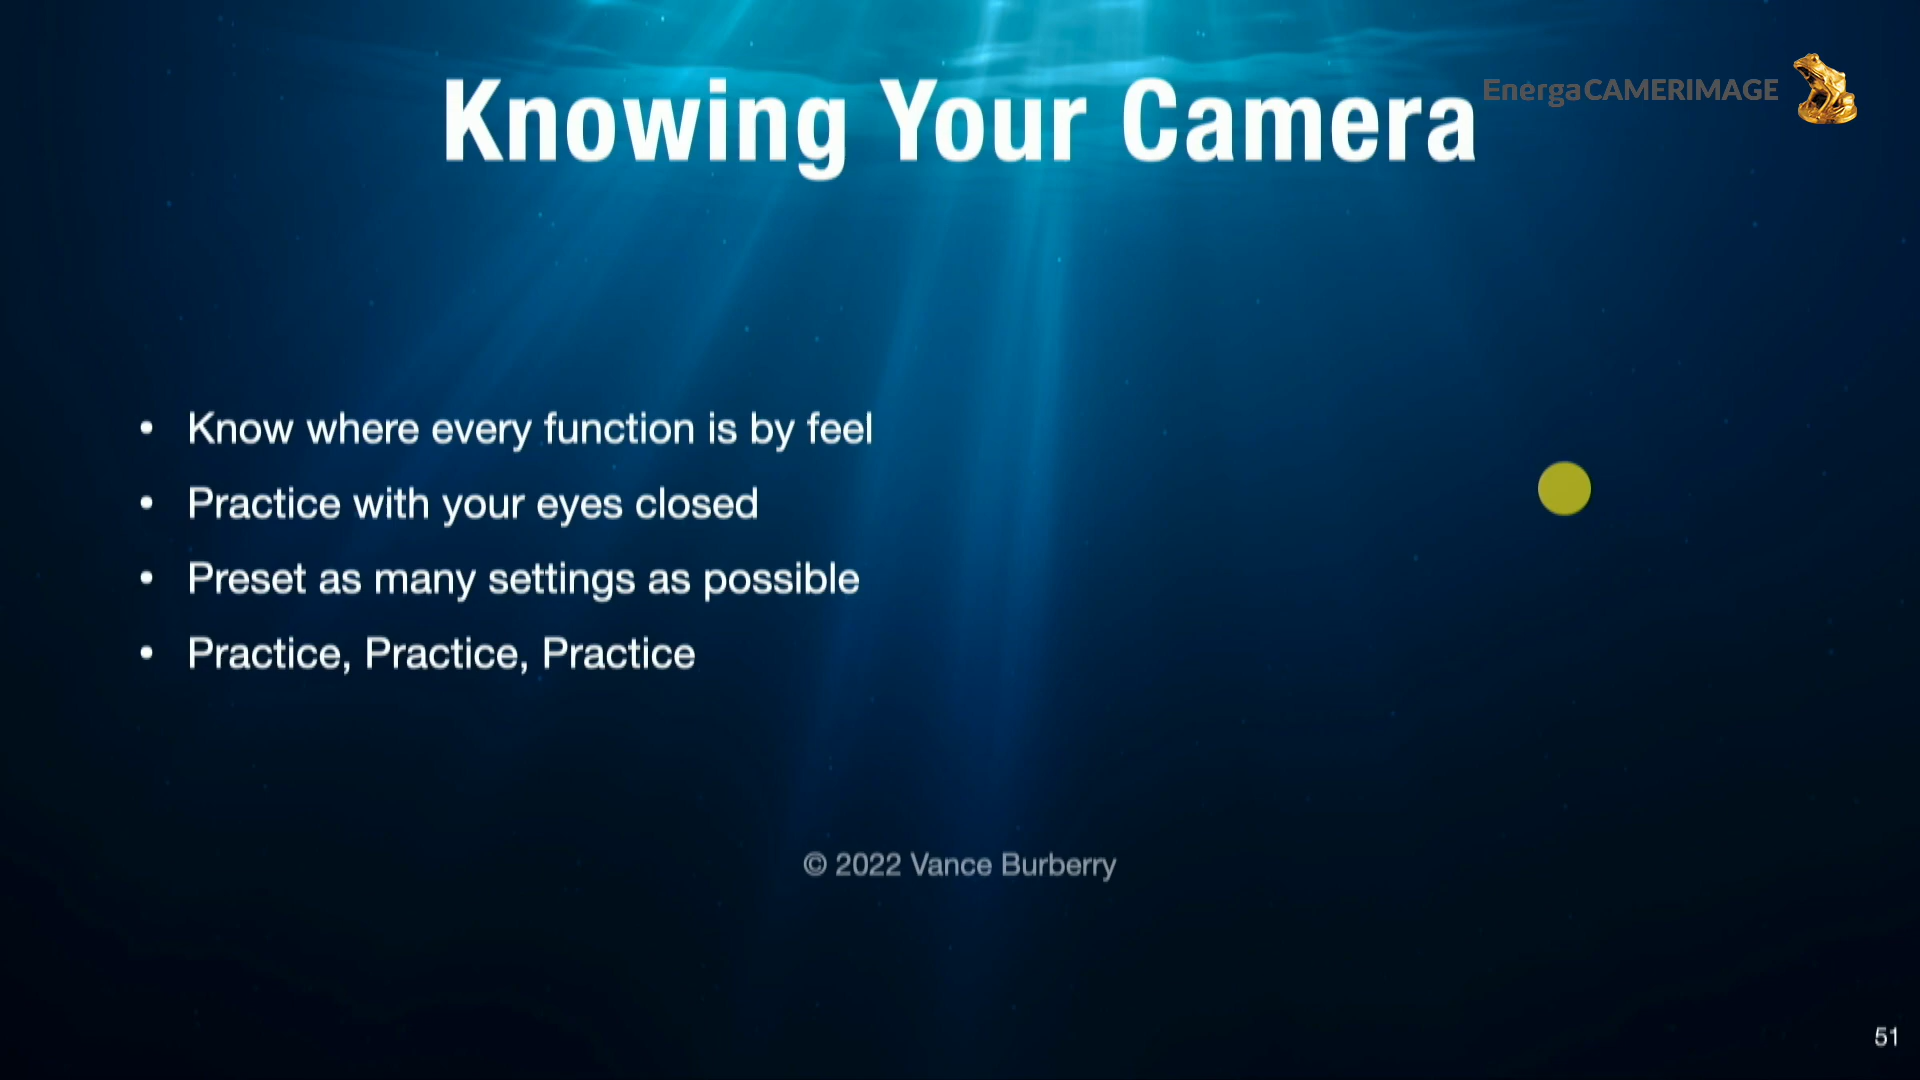 Knowing Your Camera
EnergaCAMERIMAGE
• Know where every function is by feel
• Practice with your eyes closed
• Preset as many settings as possible
• Practice, Practice, Practice
© 2022 Vance Burberry
51